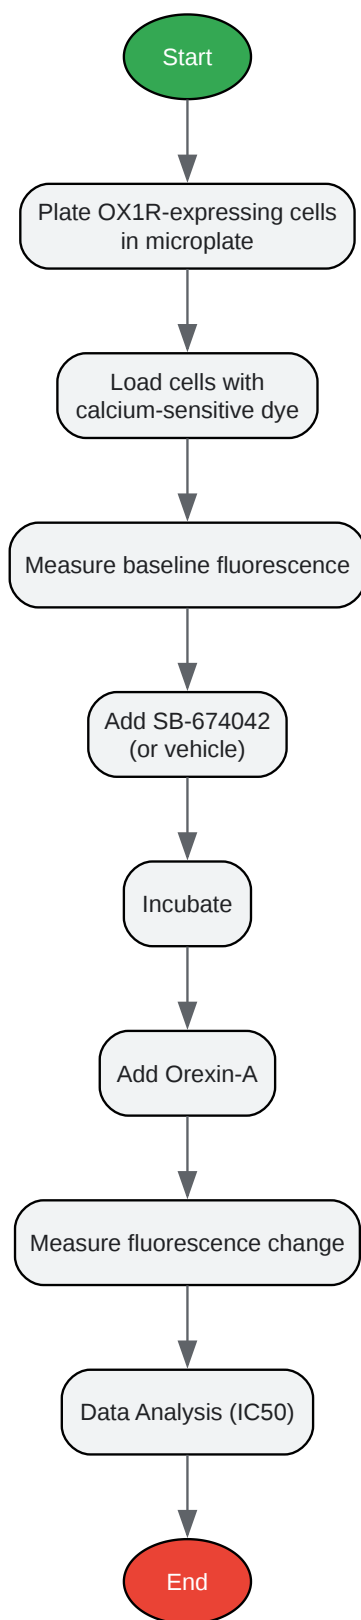 Start
Plate OX1R-expressing cells
in microplate
Load cells with
calcium-sensitive dye
Measure baseline fluorescence
Add SB-674042
(or vehicle)
Incubate
Add Orexin-A
Measure fluorescence change
Data Analysis (IC50)
End